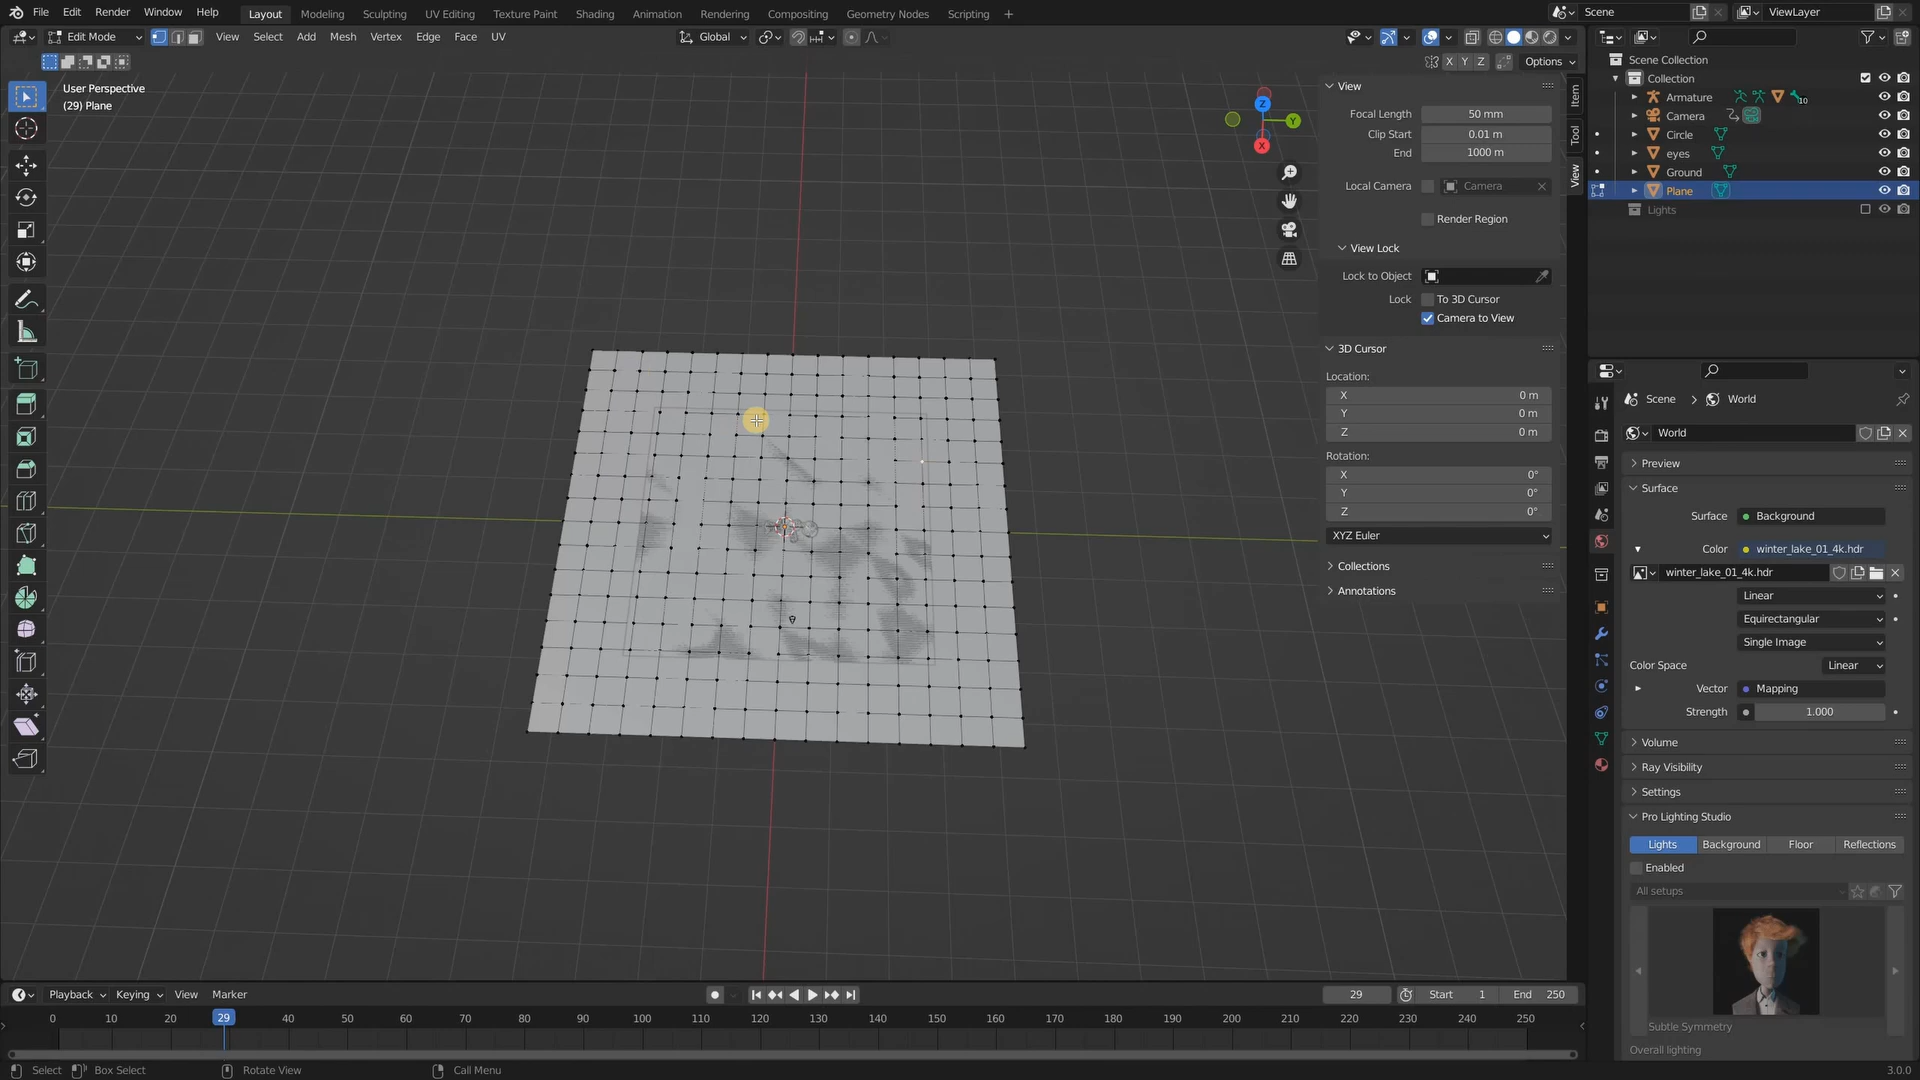 File Edit Render Window Help Layout Modeling Sculpting UV Editing Texture Paint Shading Animation Rendering Compositing Geometry Nodes Scripting + Scene ViewLayer
Edit Mode View Select Add Mesh Vertex Edge Face UV Global
X Y Z Options
User Perspective
(29) Plane
Z
Y
X
Item
Tool
View
View
Focal Length 50 mm
Clip Start 0.01 m
End 1000 m
Local Camera Camera
Render Region
View Lock
Lock to Object
Lock To 3D Cursor
Camera to View
3D Cursor
Location:
X 0 m
Y 0 m
Z 0 m
Rotation:
X 0°
Y 0°
Z 0°
XYZ Euler
Collections
Annotations
Scene Collection
Collection
Armature 10
Camera
Circle
eyes
Ground
Plane
Lights
Scene > World
World
Preview
Surface
Surface Background
Color winter_lake_01_4k.hdr
winter_lake_01_4k.hdr
Linear
Equirectangular
Single Image
Color Space Linear
Vector Mapping
Strength 1.000
Volume
Ray Visibility
Settings
Pro Lighting Studio
Lights Background Floor Reflections
Enabled
All setups
Subtle Symmetry
Overall lighting
Playback Keying View Marker 29 Start 1 End 250
0 10 20 29 40 50 60 70 80 90 100 110 120 130 140 150 160 170 180 190 200 210 220 230 240 250
Select Box Select Rotate View Call Menu 3.0.0